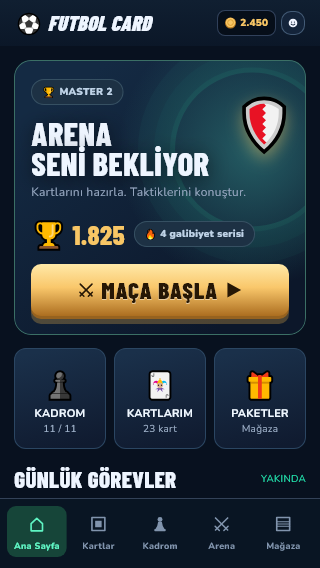 FUTBOL CARD
2.450
MASTER 2
ARENA
SENİ BEKLİYOR
Kartlarını hazırla. Taktiklerini konuştur.
1.825
4 galibiyet serisi
MAÇA BAŞLA
KADROM
11 / 11
KARTLARIM
23 kart
PAKETLER
Mağaza
GÜNLÜK GÖREVLER
YAKINDA
Ana Sayfa
Kartlar
Kadrom
Arena
Mağaza